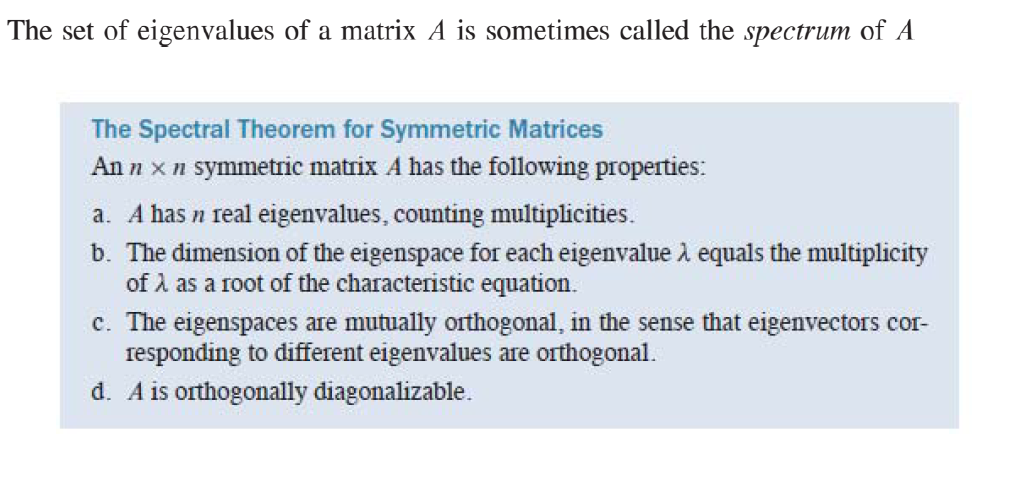 The set of eigenvalues of a matrix A is sometimes called the spectrum of A
The Spectral Theorem for Symmetric Matrices
An n × n symmetric matrix A has the following properties:
a. A has n real eigenvalues, counting multiplicities.
b. The dimension of the eigenspace for each eigenvalue λ equals the multiplicity
of λ as a root of the characteristic equation.
c. The eigenspaces are mutually orthogonal, in the sense that eigenvectors cor-
responding to different eigenvalues are orthogonal.
d. A is orthogonally diagonalizable.